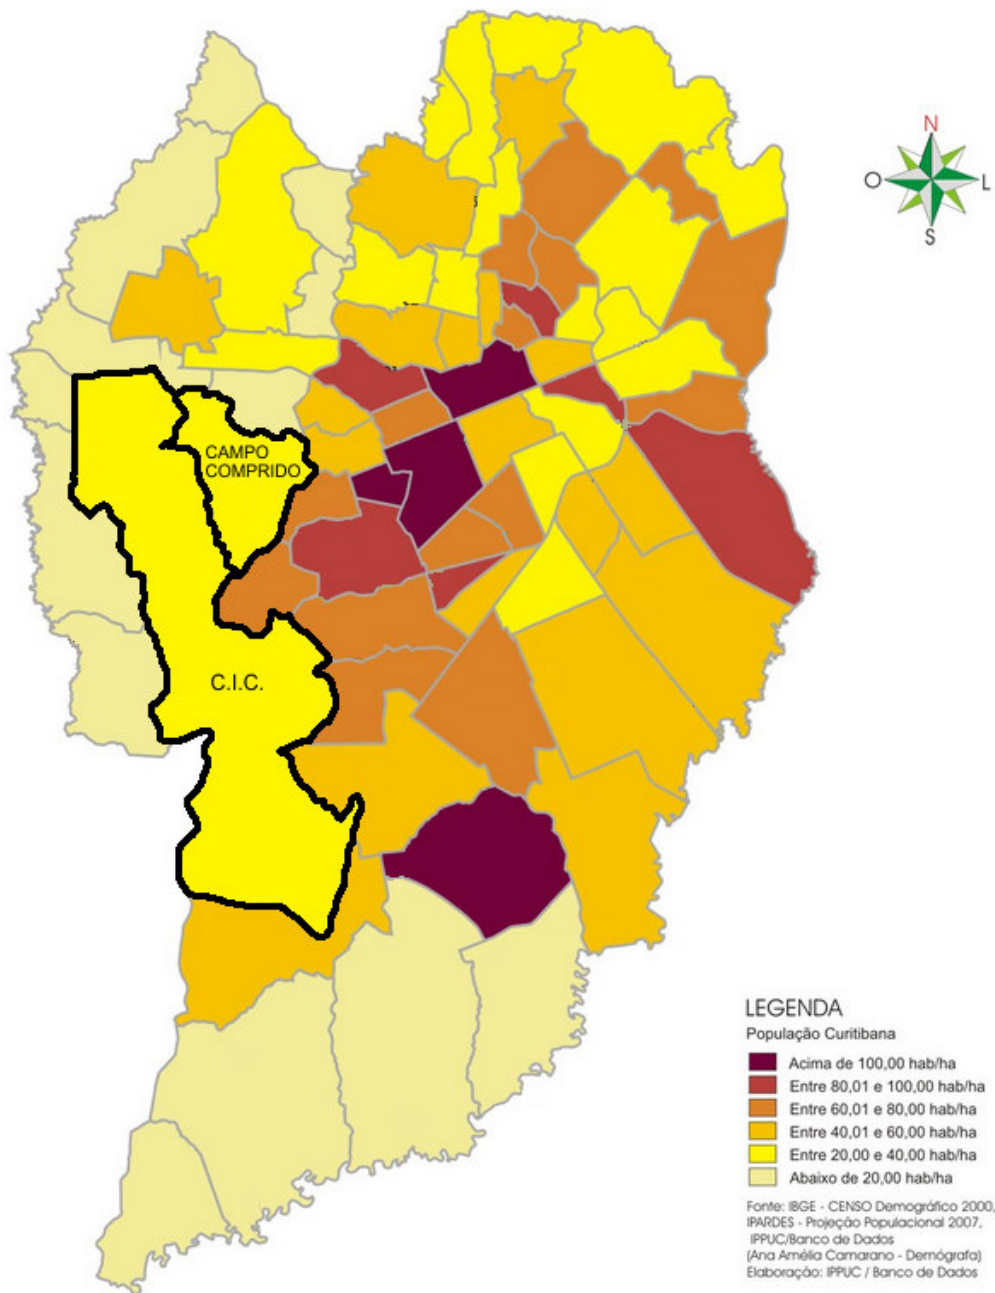 N
O
L
S
CAMPO
COMPRIDO
C.I.C.
LEGENDA
População Curitibana
Acima de 100,00 hab/ha
Entre 80,01 e 100,00 hab/ha
Entre 60,01 e 80,00 hab/ha
Entre 40,01 e 60,00 hab/ha
Entre 20,00 e 40,00 hab/ha
Abaixo de 20,00 hab/ha
Fonte: IBGE - CENSO Demográfico 2000,
IPARDES - Projeção Populacional 2007,
IPPUC/Banco de Dados
(Ana Amélia Camarano - Demógrafa)
Elaboração: IPPUC / Banco de Dados